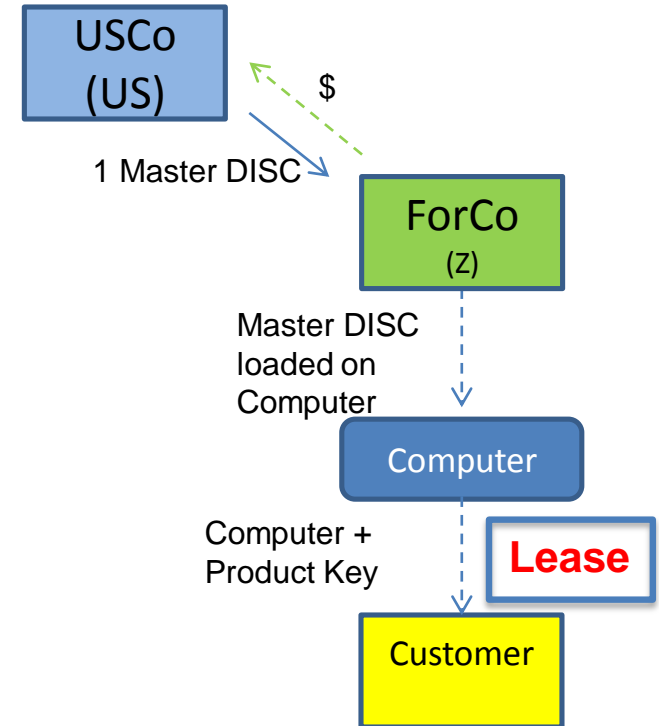 USCo
(US)
$
1 Master DISC
ForCo
(Z)
Master DISC
loaded on
Computer
Computer
Computer +
Product Key
Lease
Customer